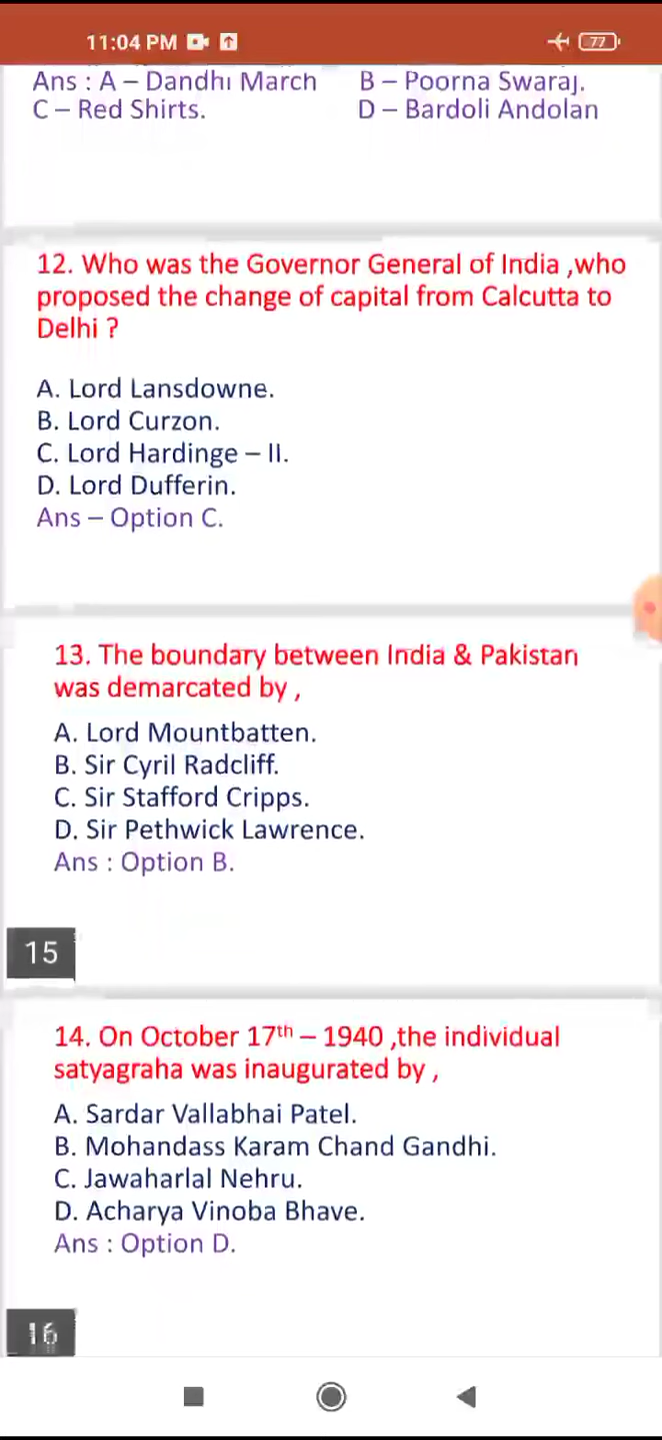 11:04 PM
77
Ans : A – Dandhi March B – Poorna Swaraj.
C – Red Shirts. D – Bardoli Andolan
12. Who was the Governor General of India ,who
proposed the change of capital from Calcutta to
Delhi ?
A. Lord Lansdowne.
B. Lord Curzon.
C. Lord Hardinge – II.
D. Lord Dufferin.
Ans – Option C.
13. The boundary between India & Pakistan
was demarcated by ,
A. Lord Mountbatten.
B. Sir Cyril Radcliff.
C. Sir Stafford Cripps.
D. Sir Pethwick Lawrence.
Ans : Option B.
15
14. On October 17th – 1940 ,the individual
satyagraha was inaugurated by ,
A. Sardar Vallabhai Patel.
B. Mohandass Karam Chand Gandhi.
C. Jawaharlal Nehru.
D. Acharya Vinoba Bhave.
Ans : Option D.
16